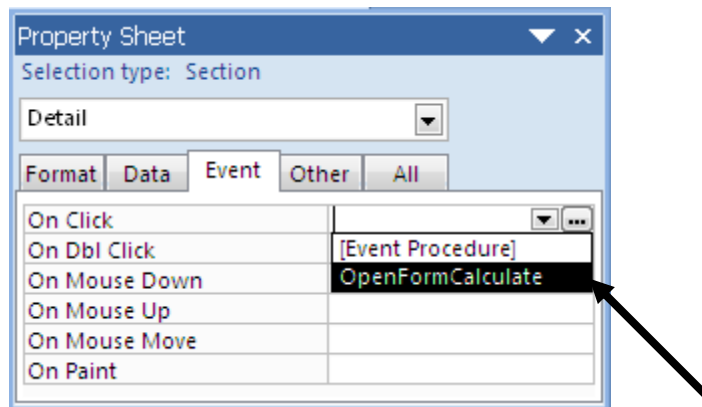 Property Sheet
Selection type: Section
Detail
Format Data Event Other All
On Click
On Dbl Click [Event Procedure]
On Mouse Down OpenFormCalculate
On Mouse Up
On Mouse Move
On Paint